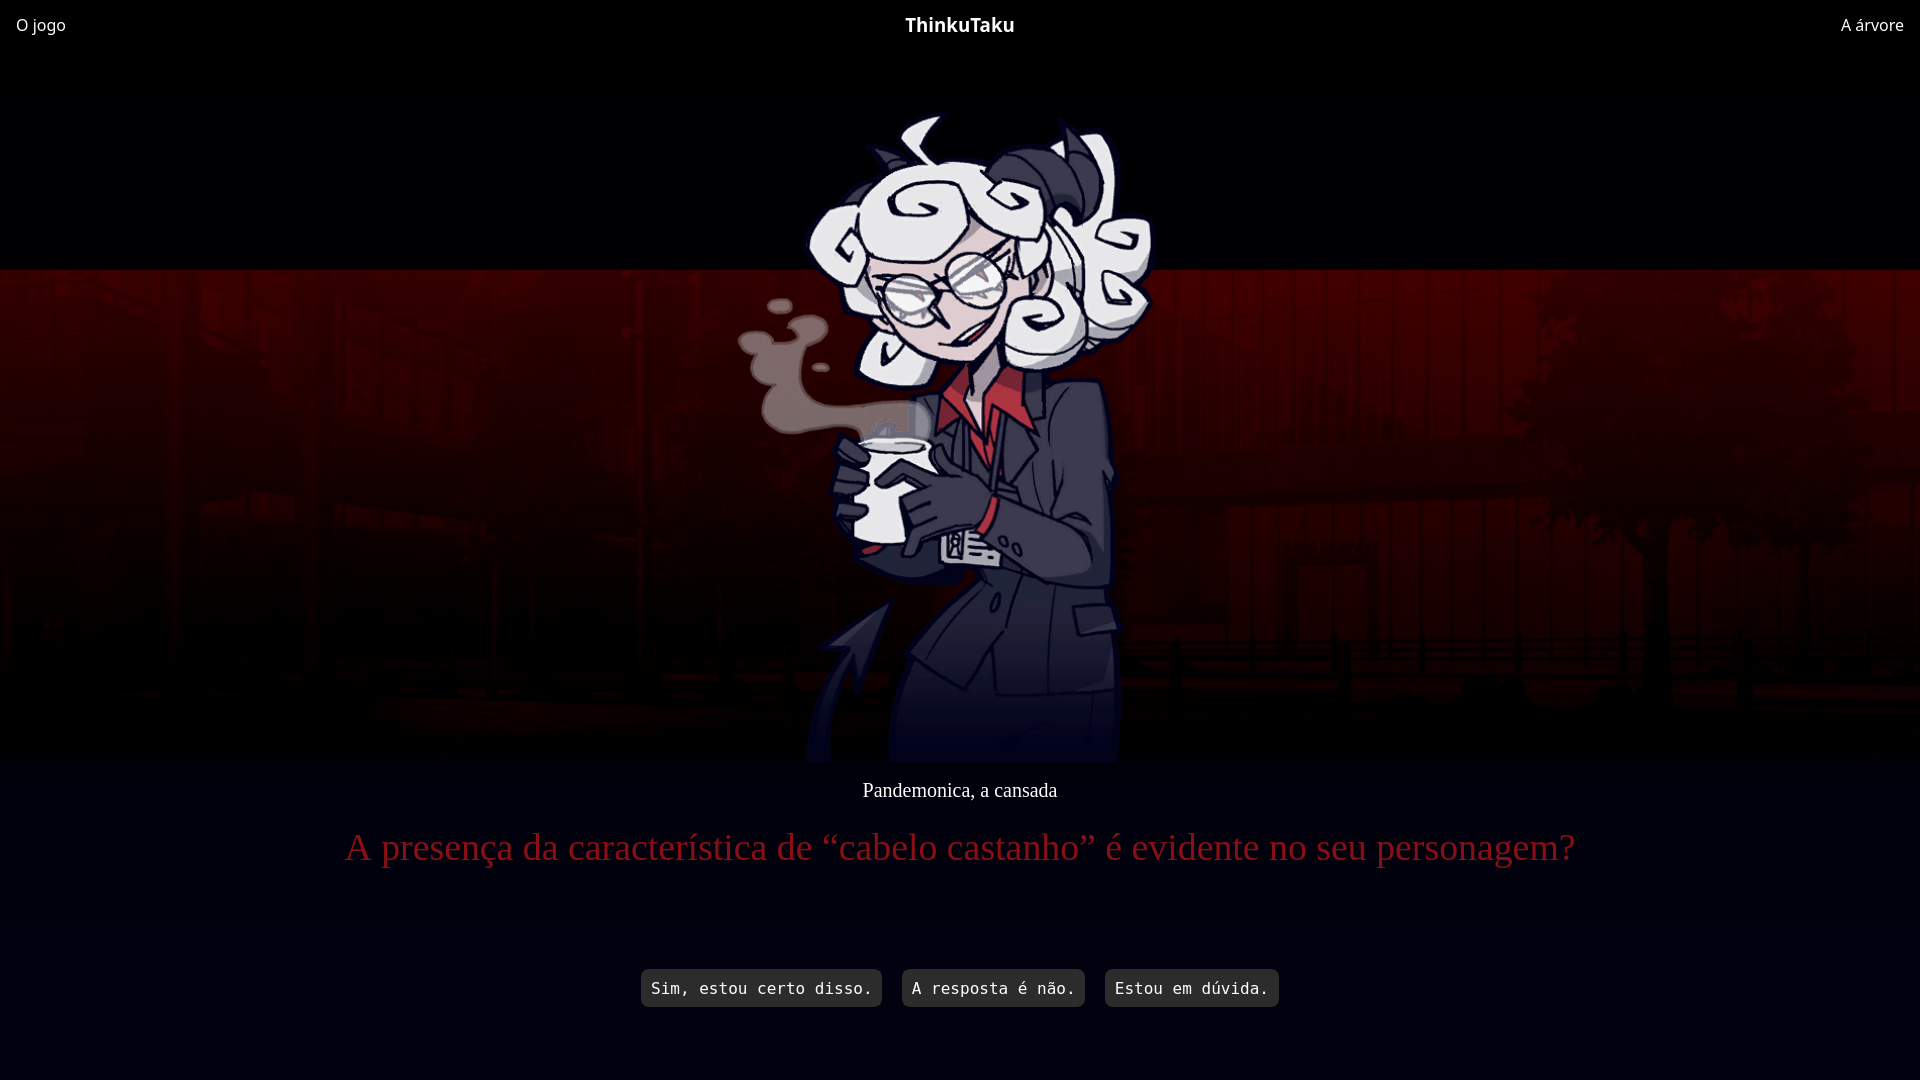 O jogo
ThinkuTaku
A árvore
Pandemonica, a cansada
A presença da característica de “cabelo castanho” é evidente no seu personagem?
Sim, estou certo disso.
A resposta é não.
Estou em dúvida.